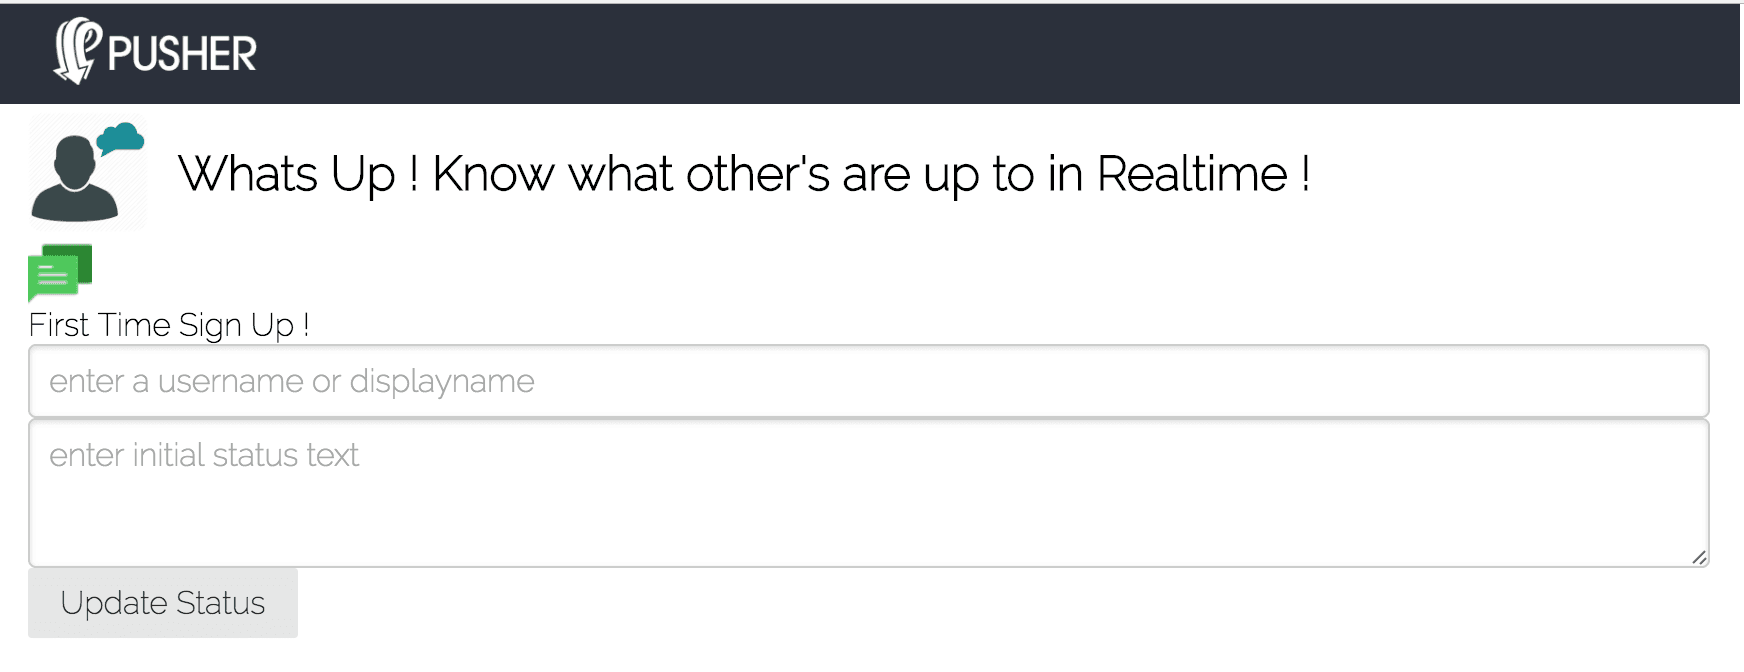 PUSHER
Whats Up ! Know what other's are up to in Realtime !
First Time Sign Up !
enter a username or displayname
enter initial status text
Update Status